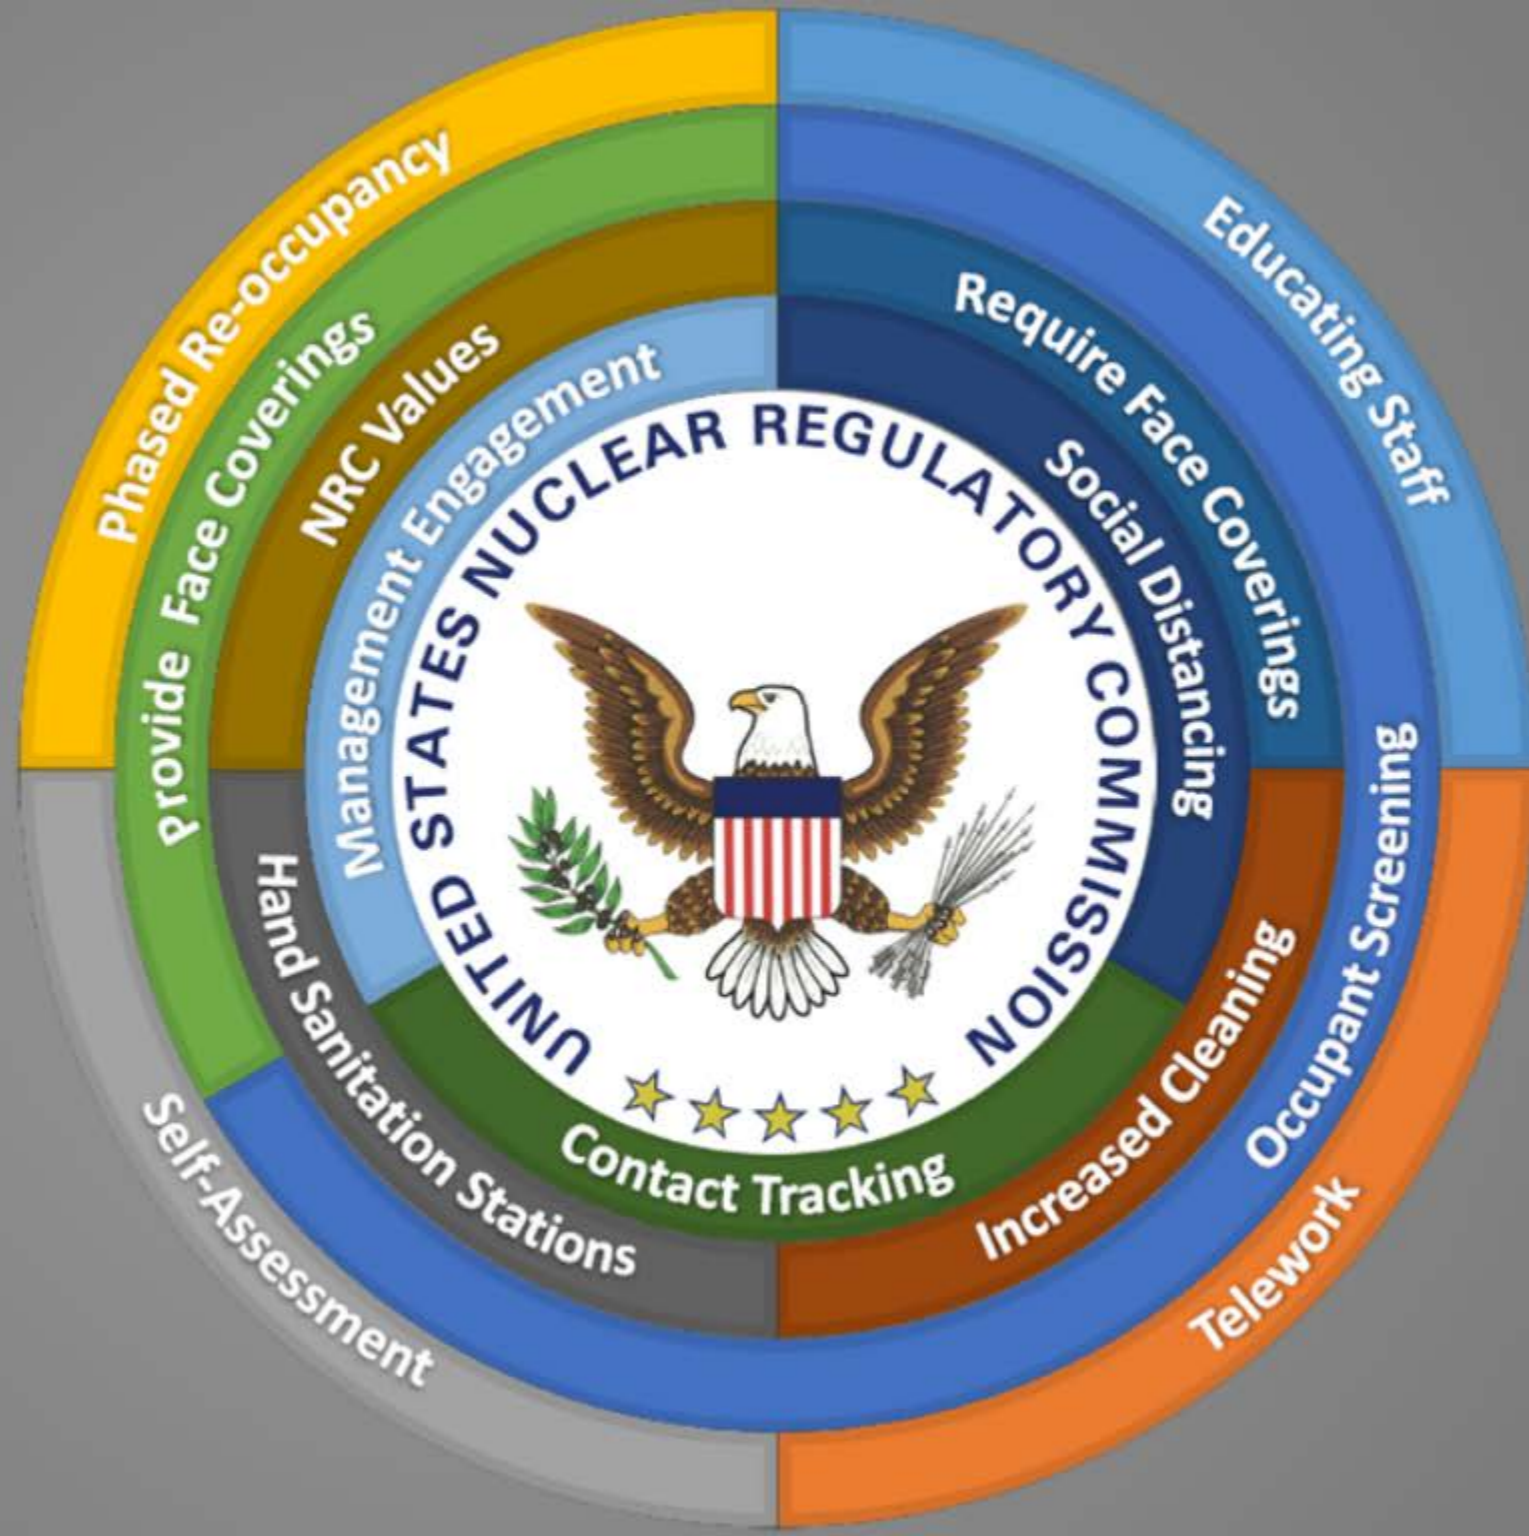 Phased Re-occupancy
Educating Staff
Provide Face Coverings
Require Face Coverings
NRC Values
Management Engagement
Social Distancing
UNITED STATES NUCLEAR REGULATORY COMMISSION
Occupant Screening
Hand Sanitation Stations
Increased Cleaning
Contact Tracking
Self-Assessment
Telework